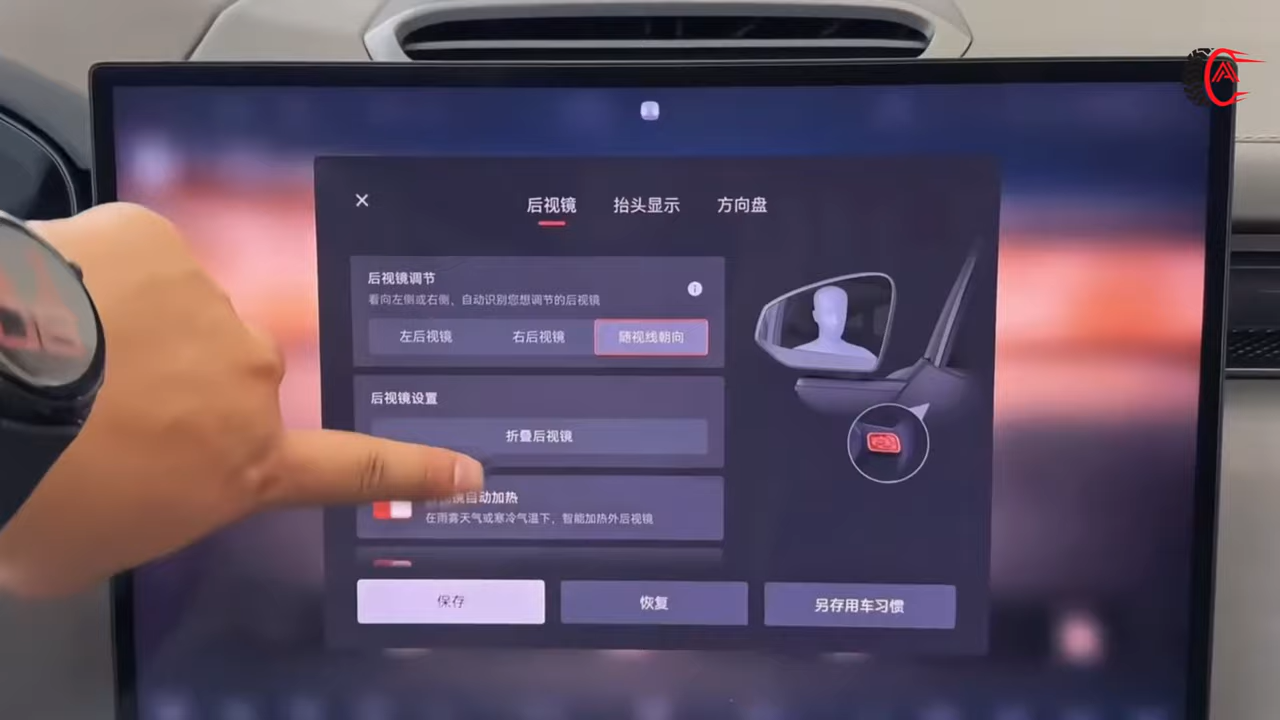 后视镜 抬头显示 方向盘
后视镜调节
看向左侧或右侧、自动识别您想调节的后视镜
左后视镜 右后视镜 随视线朝向
后视镜设置
折叠后视镜
镜自动加热
在雨雾天气或寒冷气温下、智能加热外后视镜
保存 恢复 另存用车习惯